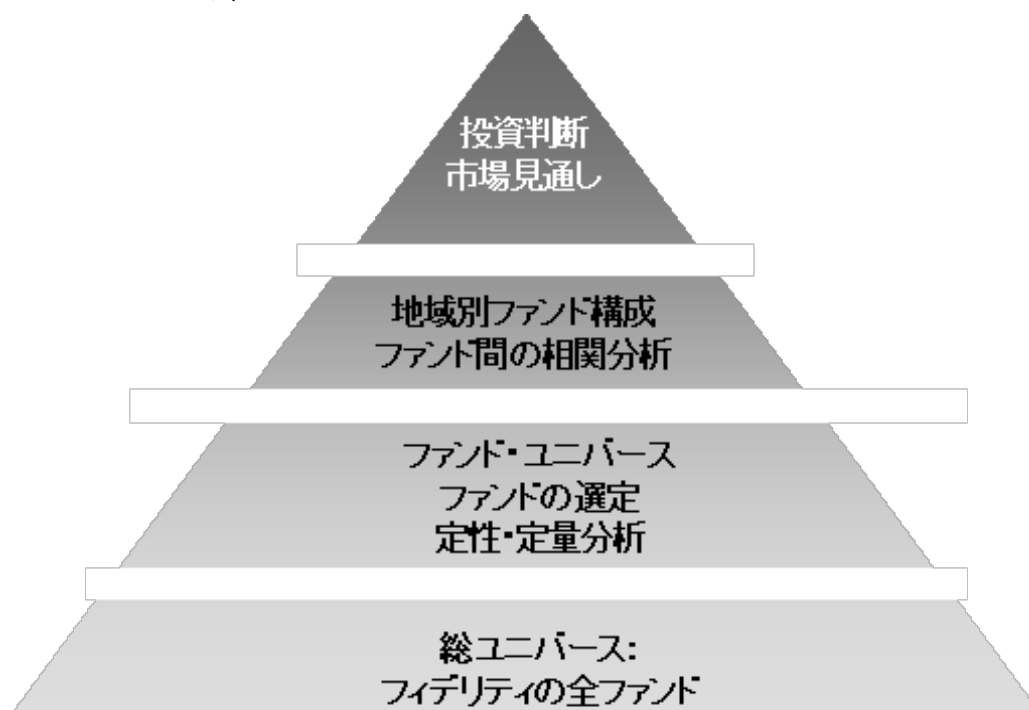 投資判断
市場見通し
地域別ファンド構成
ファンド間の相関分析
ファンド・ユニバース
ファンドの選定
定性・定量分析
総ユニバース:
フィデリティの全ファンド